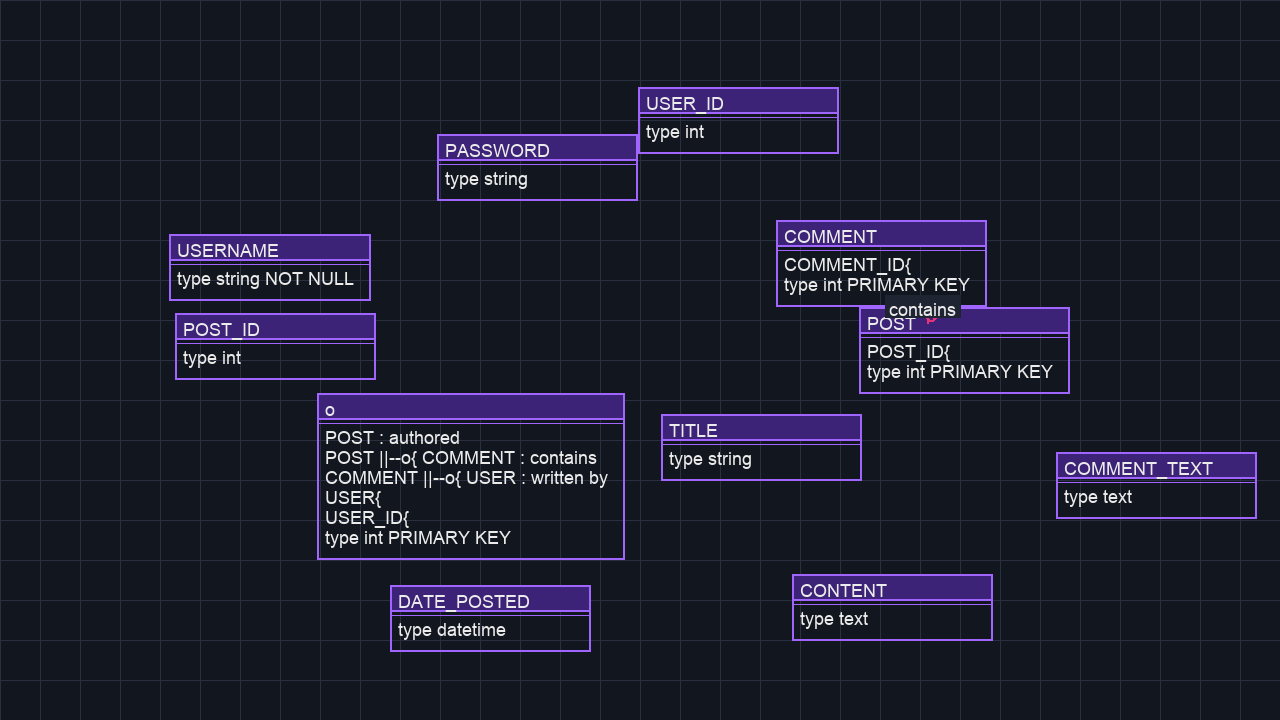 USER_ID
type int
PASSWORD
type string
COMMENT
COMMENT_ID{
type int PRIMARY KEY
USERNAME
type string NOT NULL
contains
POST
POST_ID{
type int PRIMARY KEY
POST_ID
type int
o
POST : authored
POST ||--o{ COMMENT : contains
COMMENT ||--o{ USER : written by
USER{
USER_ID{
type int PRIMARY KEY
TITLE
type string
COMMENT_TEXT
type text
CONTENT
type text
DATE_POSTED
type datetime